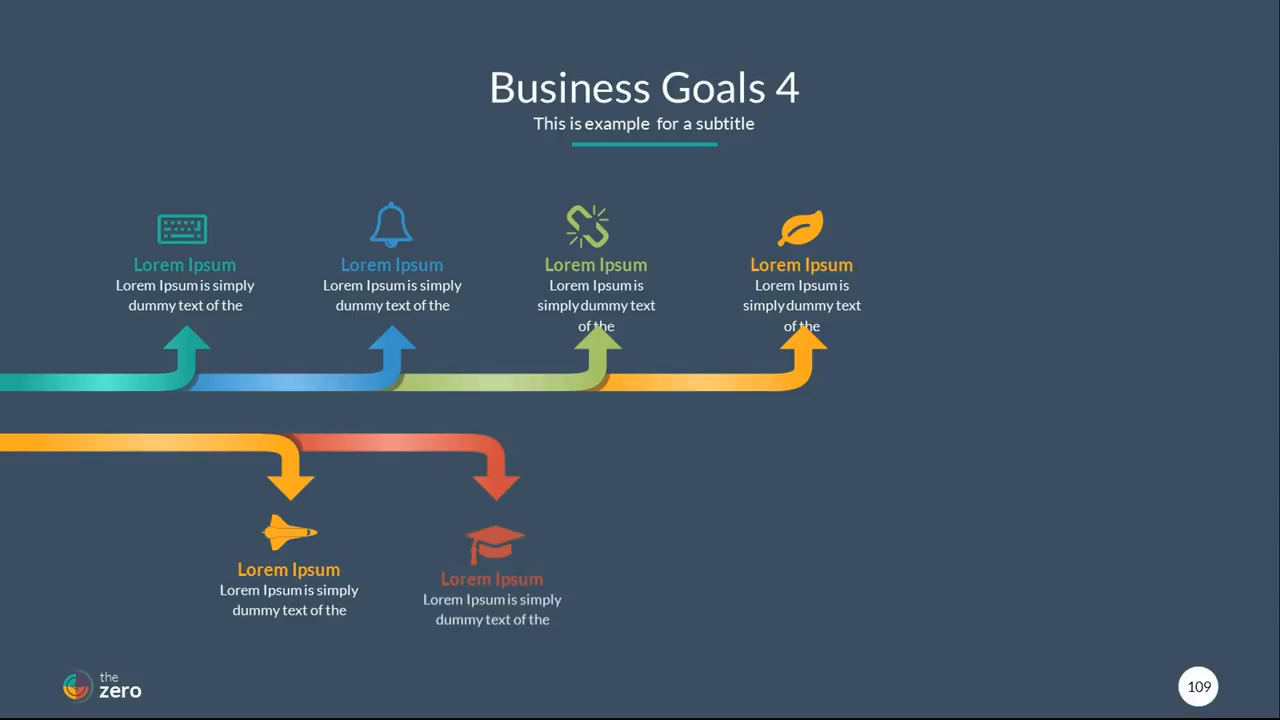 Business Goals 4
This is example for a subtitle
Lorem Ipsum
Lorem Ipsum is simply
dummy text of the
Lorem Ipsum
Lorem Ipsum is simply
dummy text of the
Lorem Ipsum
Lorem Ipsum is
simply dummy text
of the
Lorem Ipsum
Lorem Ipsum is
simply dummy text
of the
Lorem Ipsum
Lorem Ipsum is simply
dummy text of the
Lorem Ipsum
Lorem Ipsum is simply
dummy text of the
the
zero
109